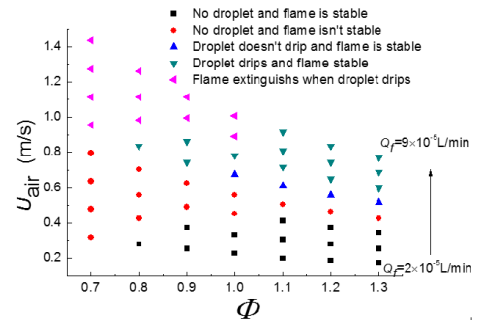 No droplet and flame is stable
No droplet and flame isn't stable
Droplet doesn't drip and flame is stable
Droplet drips and flame stable
Flame extinguishs when droplet drips
1.4
1.2
1.0
0.8
0.6
0.4
0.2
u_air (m/s)
Q_f=9×10^-5L/min
Q_f=2×10^-5L/min
0.7 0.8 0.9 1.0 1.1 1.2 1.3
Φ